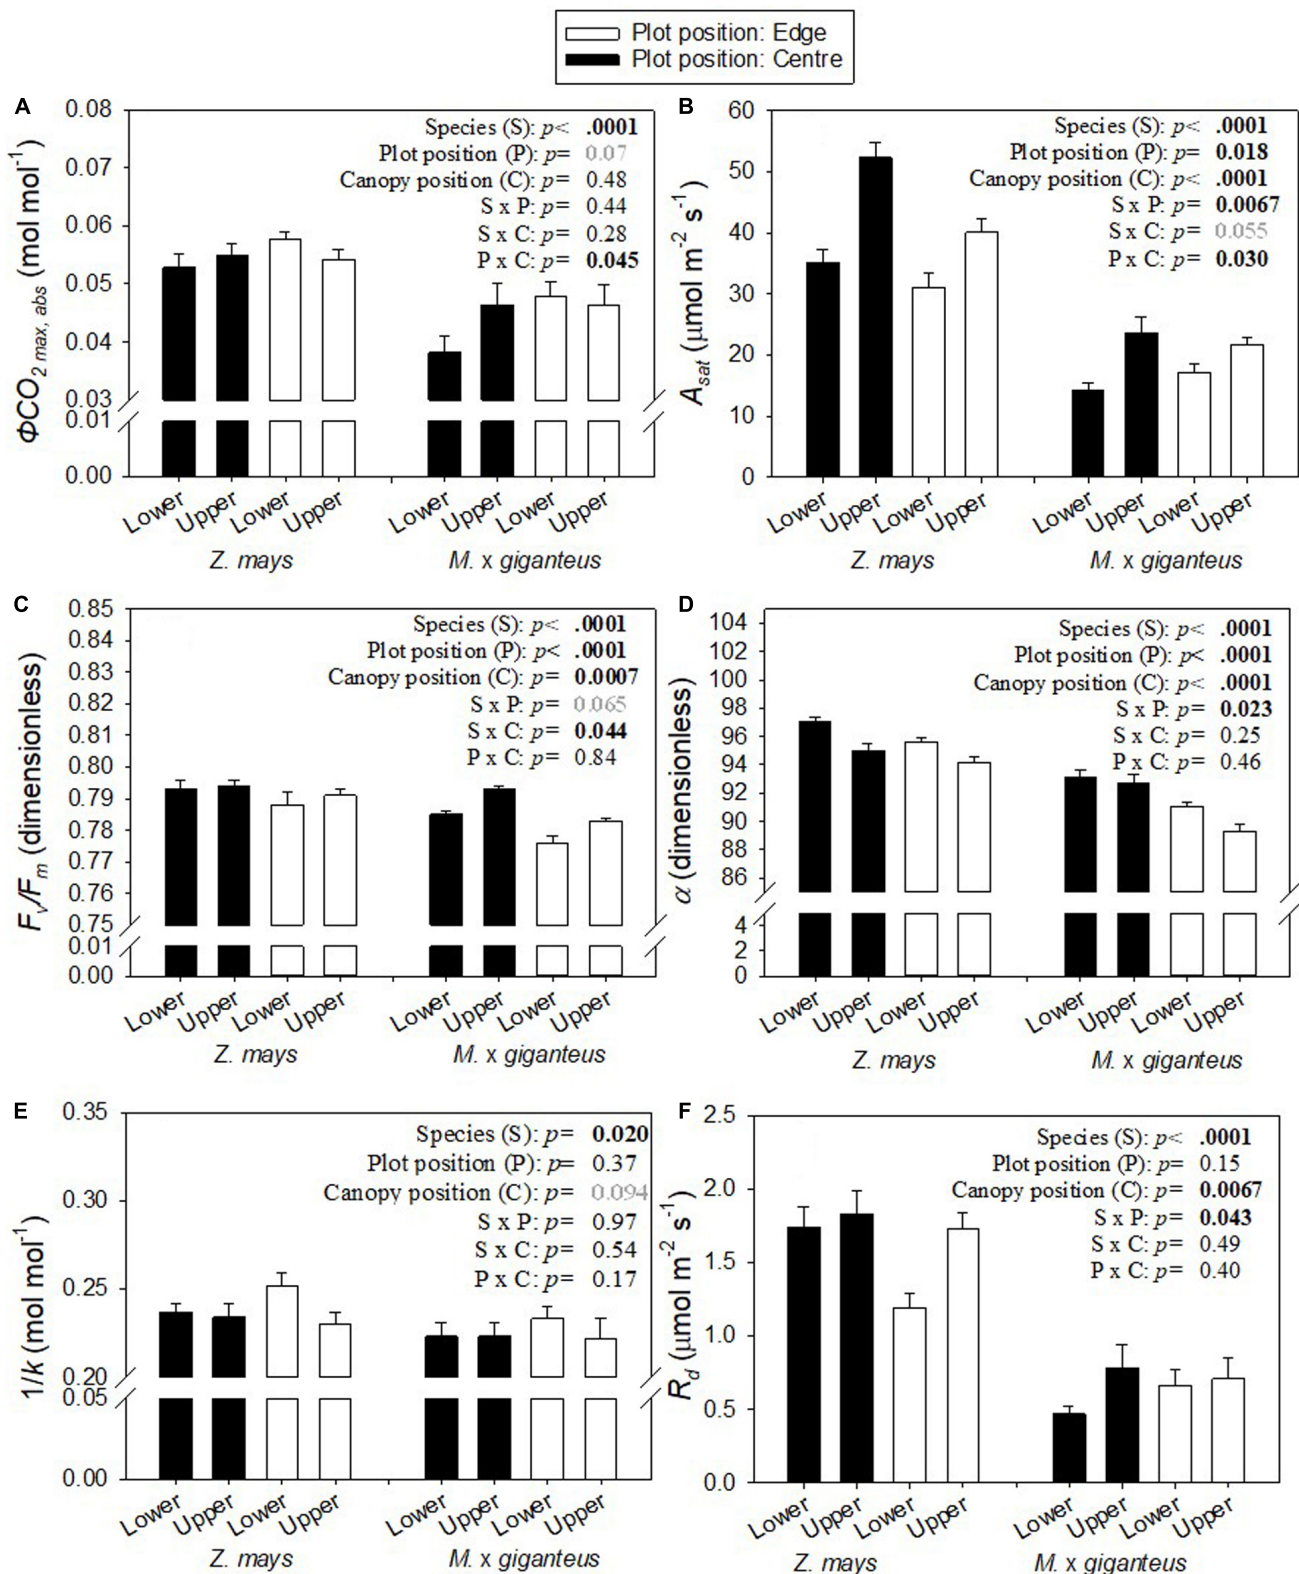 Plot position: Edge
Plot position: Centre
A
ΦCO2 max, abs (mol mol-1)
0.08
0.07
0.06
0.05
0.04
0.03
0.01
0.00
Species (S): p< .0001
Plot position (P): p= 0.07
Canopy position (C): p= 0.48
S x P: p= 0.44
S x C: p= 0.28
P x C: p= 0.045
Lower Upper Lower Upper Lower Upper Lower Upper
Z. mays M. x giganteus
B
Asat (μmol m-2 s-1)
60
50
40
30
20
10
0
Species (S): p< .0001
Plot position (P): p= 0.018
Canopy position (C): p< .0001
S x P: p= 0.0067
S x C: p= 0.055
P x C: p= 0.030
Lower Upper Lower Upper Lower Upper Lower Upper
Z. mays M. x giganteus
C
Fv/Fm (dimensionless)
0.85
0.84
0.83
0.82
0.81
0.80
0.79
0.78
0.77
0.76
0.75
0.01
0.00
Species (S): p< .0001
Plot position (P): p< .0001
Canopy position (C): p= 0.0007
S x P: p= 0.065
S x C: p= 0.044
P x C: p= 0.84
Lower Upper Lower Upper Lower Upper Lower Upper
Z. mays M. x giganteus
D
α (dimensionless)
104
102
100
98
96
94
92
90
88
86
4
2
0
Species (S): p< .0001
Plot position (P): p< .0001
Canopy position (C): p< .0001
S x P: p= 0.023
S x C: p= 0.25
P x C: p= 0.46
Lower Upper Lower Upper Lower Upper Lower Upper
Z. mays M. x giganteus
E
1/k (mol mol-1)
0.35
0.30
0.25
0.20
0.05
0.00
Species (S): p= 0.020
Plot position (P): p= 0.37
Canopy position (C): p= 0.094
S x P: p= 0.97
S x C: p= 0.54
P x C: p= 0.17
Lower Upper Lower Upper Lower Upper Lower Upper
Z. mays M. x giganteus
F
Rd (μmol m-2 s-1)
2.5
2.0
1.5
1.0
0.5
0.0
Species (S): p< .0001
Plot position (P): p= 0.15
Canopy position (C): p= 0.0067
S x P: p= 0.043
S x C: p= 0.49
P x C: p= 0.40
Lower Upper Lower Upper Lower Upper Lower Upper
Z. mays M. x giganteus